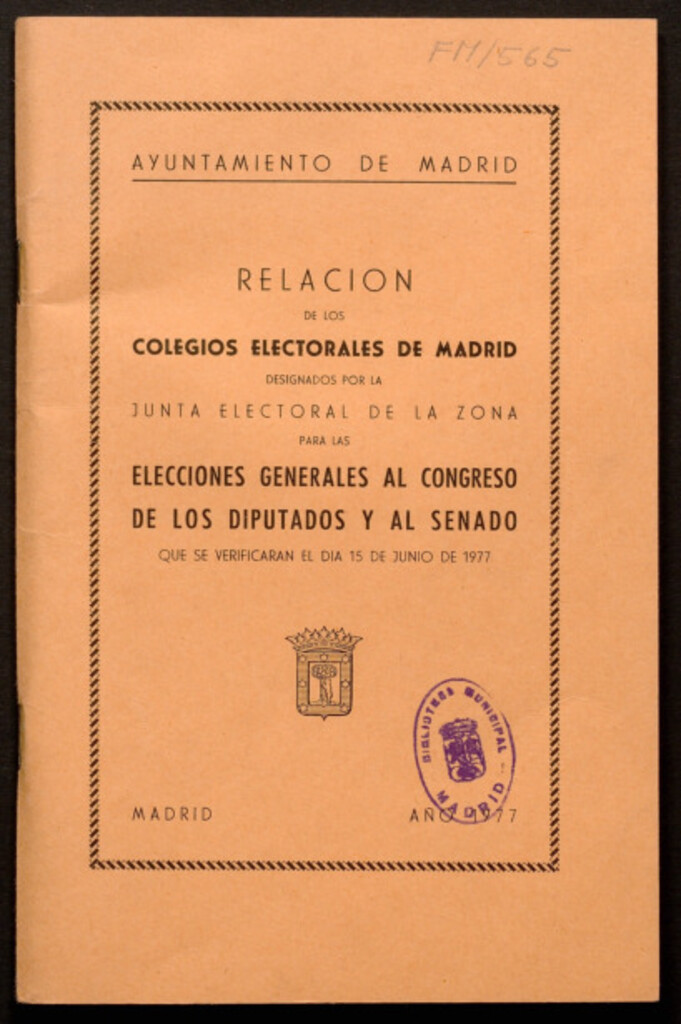 FM/565
AYUNTAMIENTO DE MADRID
RELACION
DE LOS
COLEGIOS ELECTORALES DE MADRID
DESIGNADOS POR LA
JUNTA ELECTORAL DE LA ZONA
PARA LAS
ELECCIONES GENERALES AL CONGRESO
DE LOS DIPUTADOS Y AL SENADO
QUE SE VERIFICARAN EL DIA 15 DE JUNIO DE 1977
BIBLIOTECA MUNICIPAL
MADRID
MADRID AÑO 1977